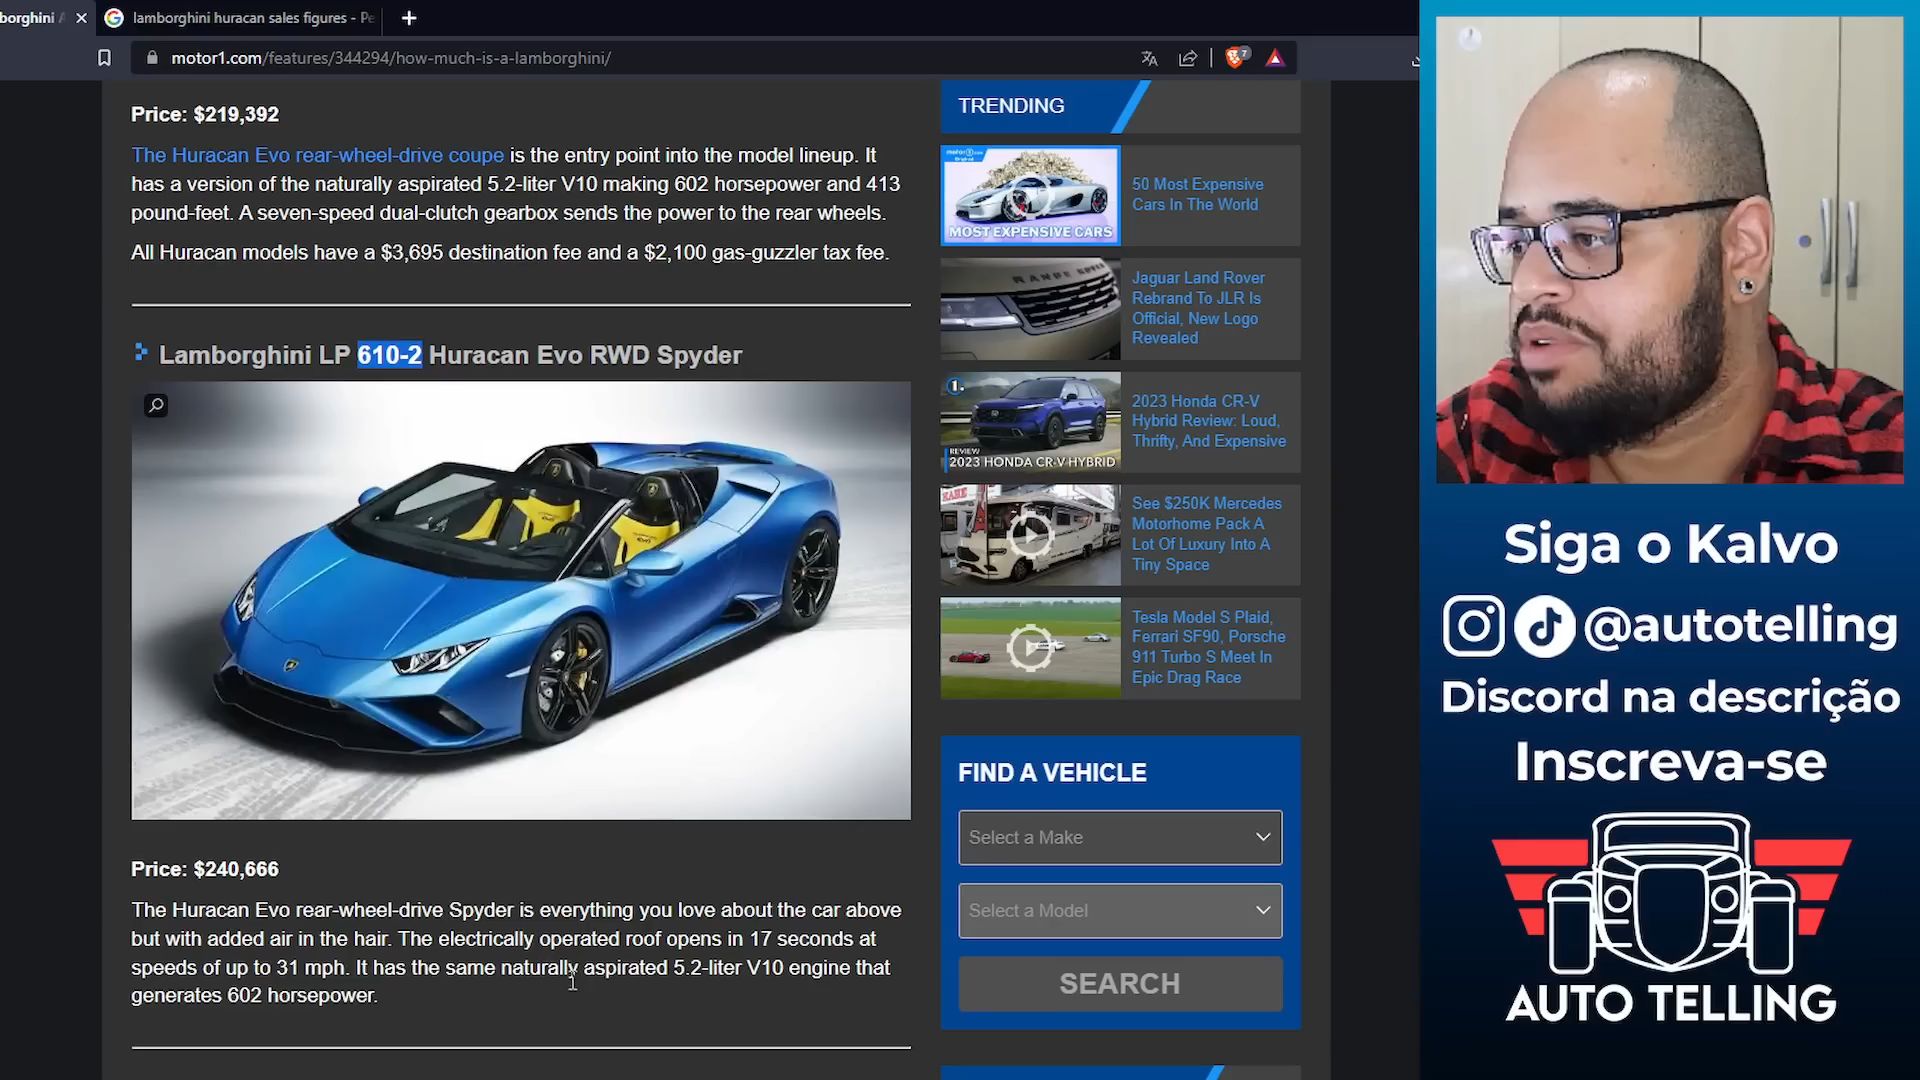 borghini
lamborghini huracan sales figures - Pe
motor1.com/features/344294/how-much-is-a-lamborghini/
7
Price: $219,392
The Huracan Evo rear-wheel-drive coupe is the entry point into the model lineup. It
has a version of the naturally aspirated 5.2-liter V10 making 602 horsepower and 413
pound-feet. A seven-speed dual-clutch gearbox sends the power to the rear wheels.
All Huracan models have a $3,695 destination fee and a $2,100 gas-guzzler tax fee.
Lamborghini LP 610-2 Huracan Evo RWD Spyder
Price: $240,666
The Huracan Evo rear-wheel-drive Spyder is everything you love about the car above
but with added air in the hair. The electrically operated roof opens in 17 seconds at
speeds of up to 31 mph. It has the same naturally aspirated 5.2-liter V10 engine that
generates 602 horsepower.
TRENDING
MOST EXPENSIVE CARS
50 Most Expensive
Cars In The World
Jaguar Land Rover
Rebrand To JLR Is
Official, New Logo
Revealed
1.
REVIEW
2023 HONDA CR-V HYBRID
2023 Honda CR-V
Hybrid Review: Loud,
Thrifty, And Expensive
See $250K Mercedes
Motorhome Pack A
Lot Of Luxury Into A
Tiny Space
Tesla Model S Plaid,
Ferrari SF90, Porsche
911 Turbo S Meet In
Epic Drag Race
FIND A VEHICLE
Select a Make
Select a Model
SEARCH
Siga o Kalvo
@autotelling
Discord na descrição
Inscreva-se
AUTO TELLING